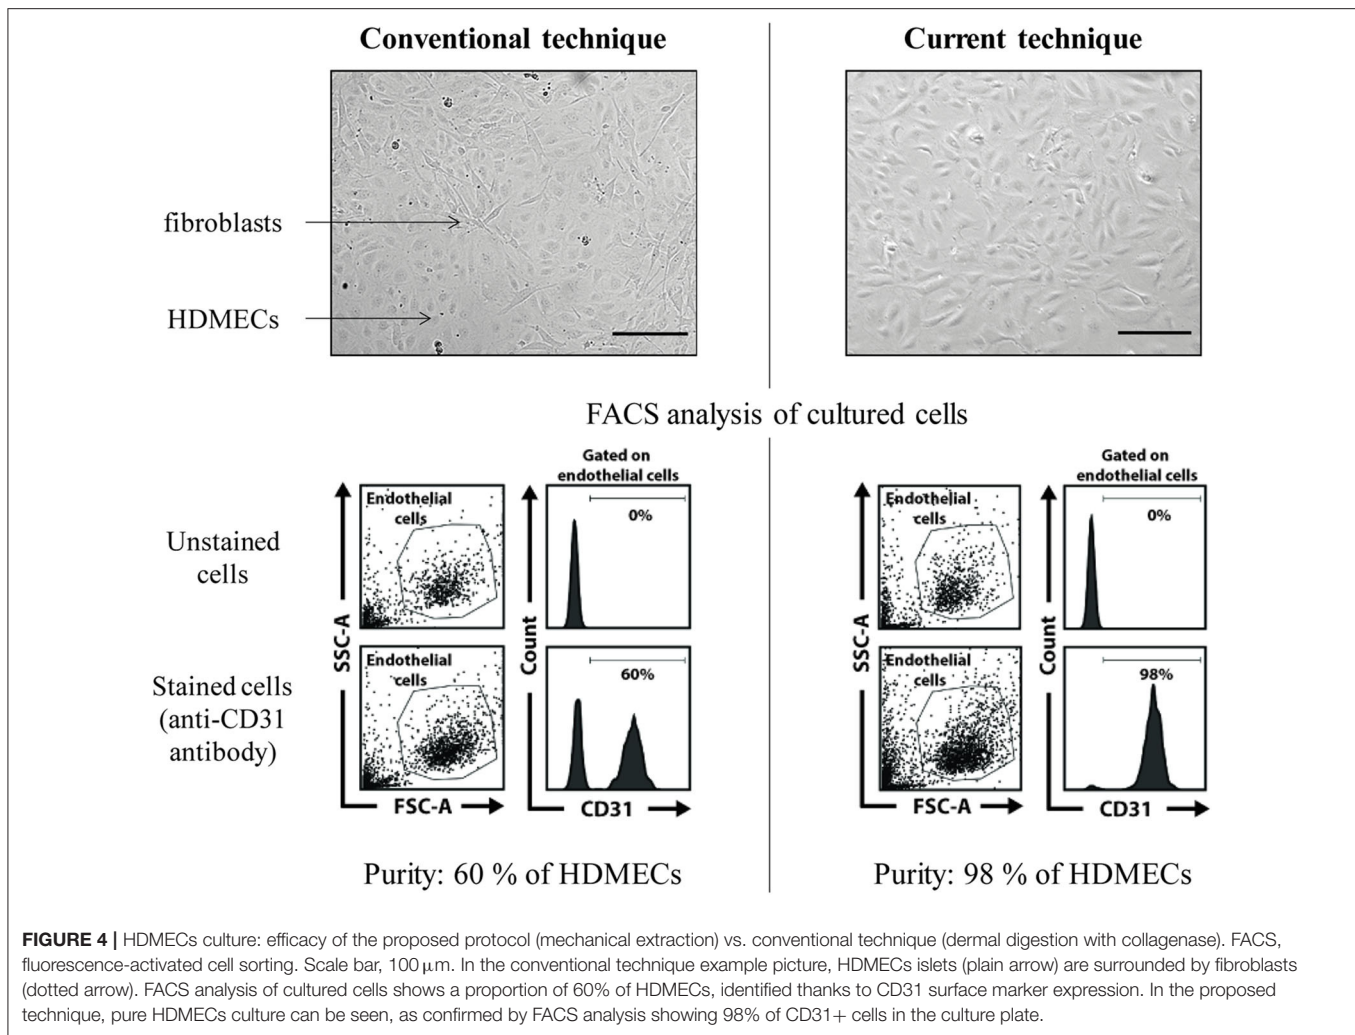 Conventional technique
Current technique
fibroblasts
HDMECs
FACS analysis of cultured cells
Gated on
endothelial cells
Gated on
endothelial cells
Unstained
cells
SSC-A
Endothelial
cells
Count
0%
SSC-A
Endothelial
cells
Count
0%
Stained cells
(anti-CD31
antibody)
Endothelial
cells
60%
Endothelial
cells
98%
FSC-A
CD31
FSC-A
CD31
Purity: 60 % of HDMECs
Purity: 98 % of HDMECs
FIGURE 4 | HDMECs culture: efficacy of the proposed protocol (mechanical extraction) vs. conventional technique (dermal digestion with collagenase). FACS,
fluorescence-activated cell sorting. Scale bar, 100 μm. In the conventional technique example picture, HDMECs islets (plain arrow) are surrounded by fibroblasts
(dotted arrow). FACS analysis of cultured cells shows a proportion of 60% of HDMECs, identified thanks to CD31 surface marker expression. In the proposed
technique, pure HDMECs culture can be seen, as confirmed by FACS analysis showing 98% of CD31+ cells in the culture plate.